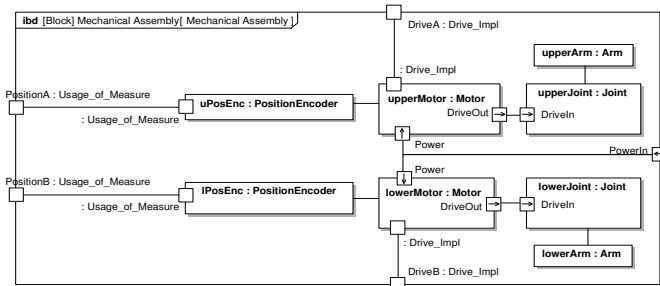 ibd [Block] Mechanical Assembly[ Mechanical Assembly ]
DriveA : Drive_Impl
upperArm : Arm
: Drive_Impl
PositionA : Usage_of_Measure
uPosEnc : PositionEncoder
upperMotor : Motor
upperJoint : Joint
: Usage_of_Measure
DriveOut
DriveIn
Power
PowerIn
Power
PositionB : Usage_of_Measure
lPosEnc : PositionEncoder
lowerMotor : Motor
lowerJoint : Joint
: Usage_of_Measure
DriveOut
DriveIn
: Drive_Impl
lowerArm : Arm
DriveB : Drive_Impl